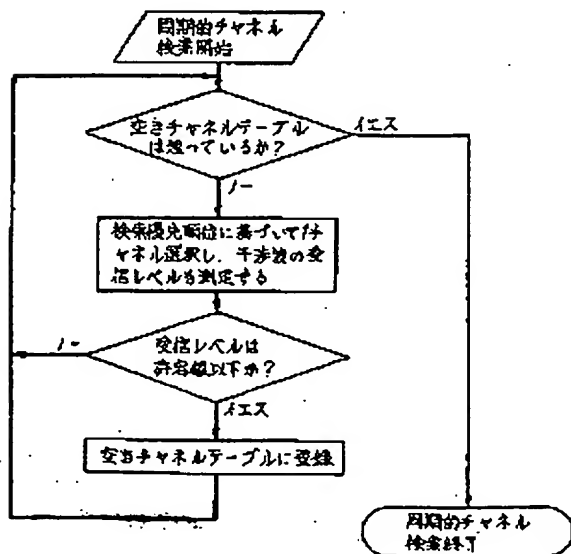 周期的チャネル
検索開始
空きチャネルテーブル
は埋っているか?
イエス
ノー
検索優先順位に基づいて1チ
ャネル選択し、干渉波の受
信レベルを測定する
受信レベルは
許容値以下か?
ノー
イエス
空きチャネルテーブルに登録
周期的チャネル
検索終了